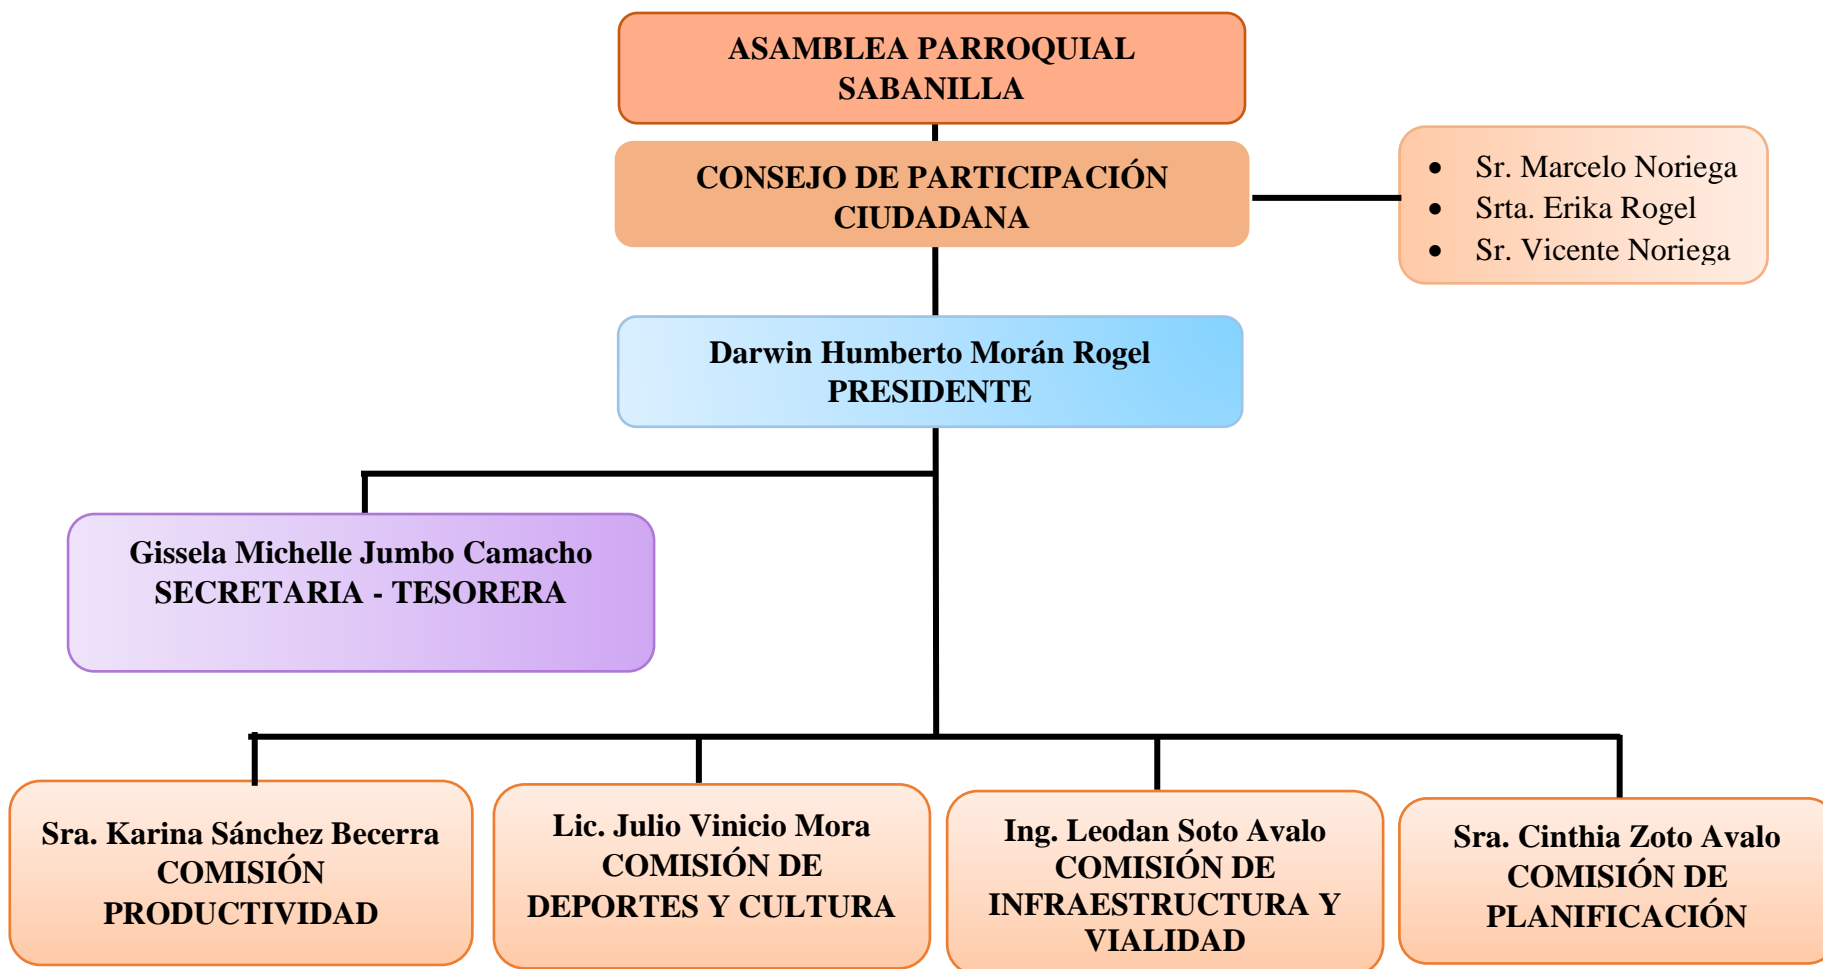 ASAMBLEA PARROQUIAL
SABANILLA
CONSEJO DE PARTICIPACIÓN
CIUDADANA
• Sr. Marcelo Noriega
• Srta. Erika Rogel
• Sr. Vicente Noriega
Darwin Humberto Morán Rogel
PRESIDENTE
Gissela Michelle Jumbo Camacho
SECRETARIA - TESORERA
Sra. Karina Sánchez Becerra
COMISIÓN
PRODUCTIVIDAD
Lic. Julio Vinicio Mora
COMISIÓN DE
DEPORTES Y CULTURA
Ing. Leodan Soto Avalo
COMISIÓN DE
INFRAESTRUCTURA Y
VIALIDAD
Sra. Cinthia Zoto Avalo
COMISIÓN DE
PLANIFICACIÓN